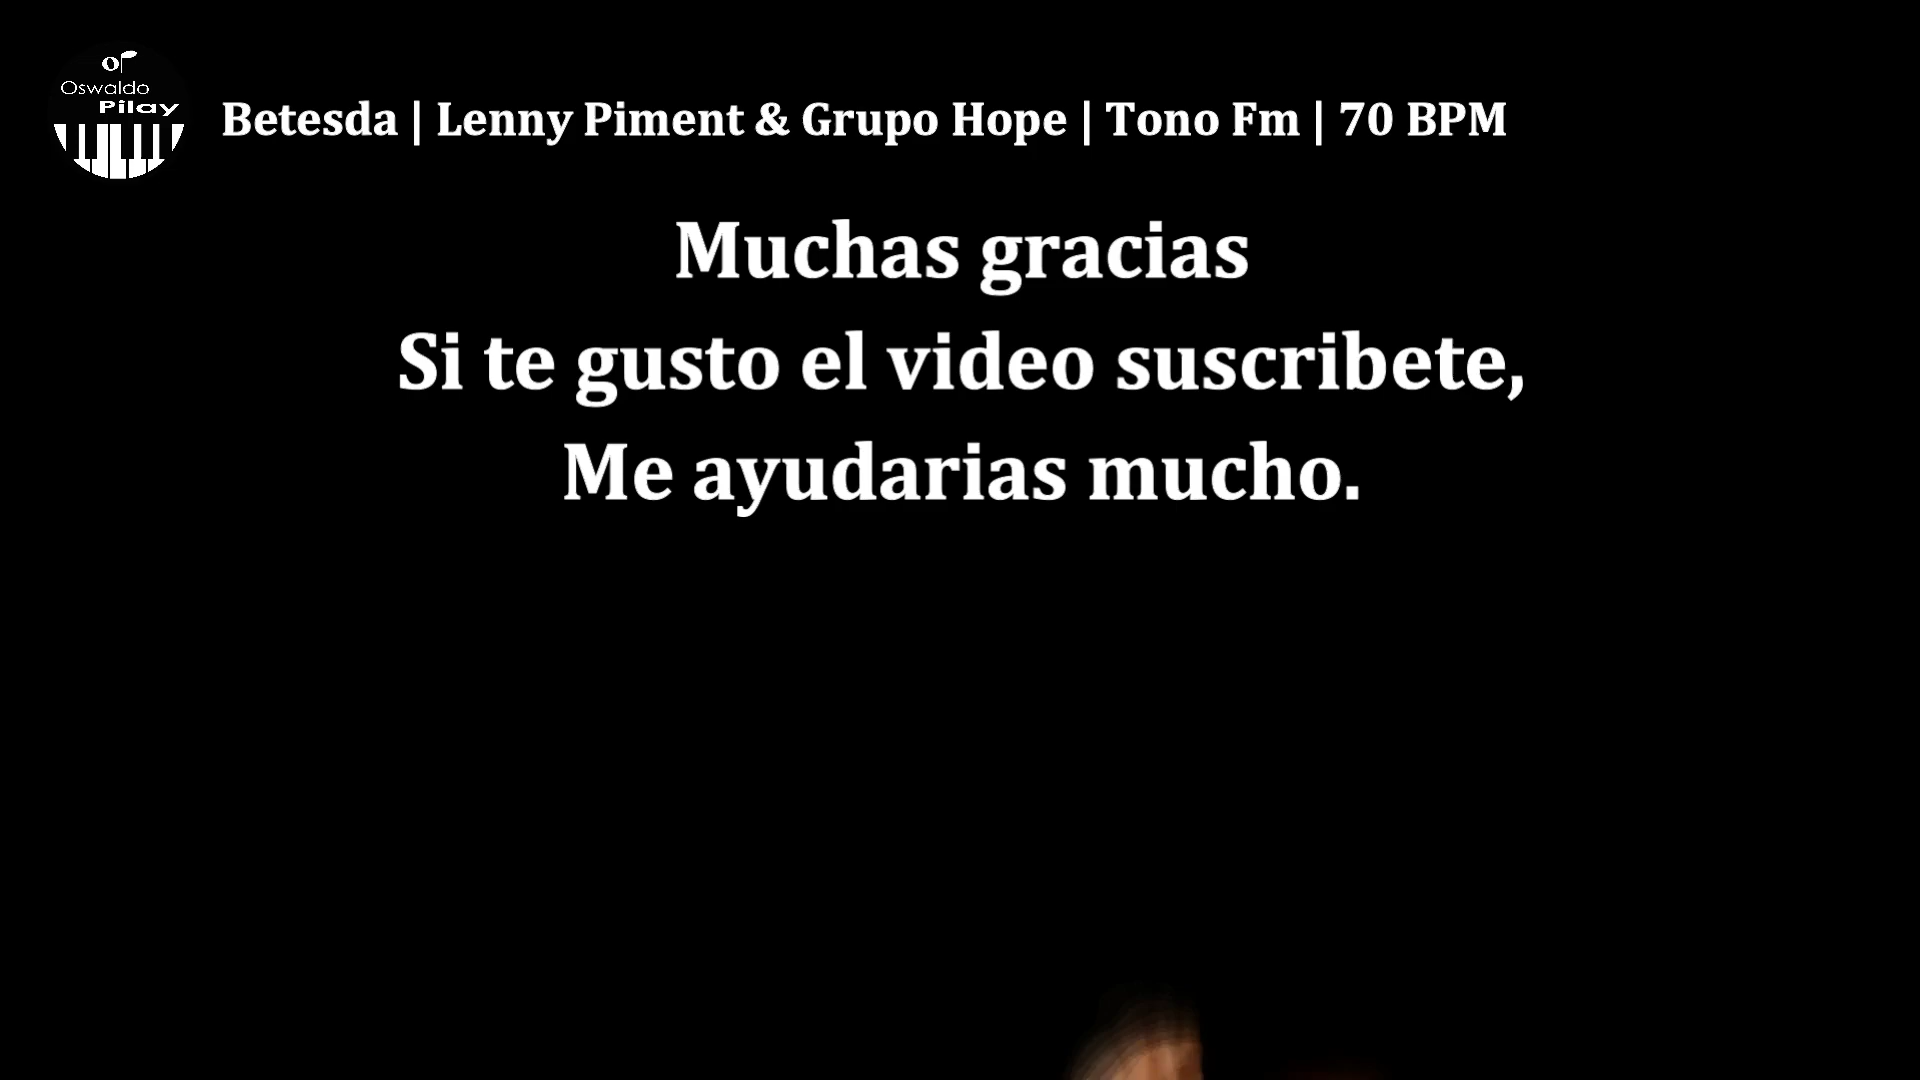 OP
Oswaldo
Pilay
Betesda | Lenny Piment & Grupo Hope | Tono Fm | 70 BPM
Muchas gracias
Si te gusto el video suscribete,
Me ayudarias mucho.